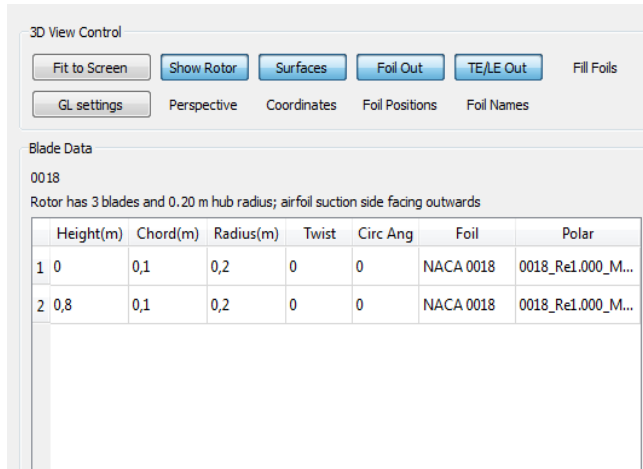 3D View Control
Fit to Screen Show Rotor Surfaces Foil Out TE/LE Out Fill Foils
GL settings Perspective Coordinates Foil Positions Foil Names
Blade Data
0018
Rotor has 3 blades and 0.20 m hub radius; airfoil suction side facing outwards
Height(m) Chord(m) Radius(m) Twist Circ Ang Foil Polar
1 0 0,1 0,2 0 0 NACA 0018 0018_Re1.000_M...
2 0,8 0,1 0,2 0 0 NACA 0018 0018_Re1.000_M...